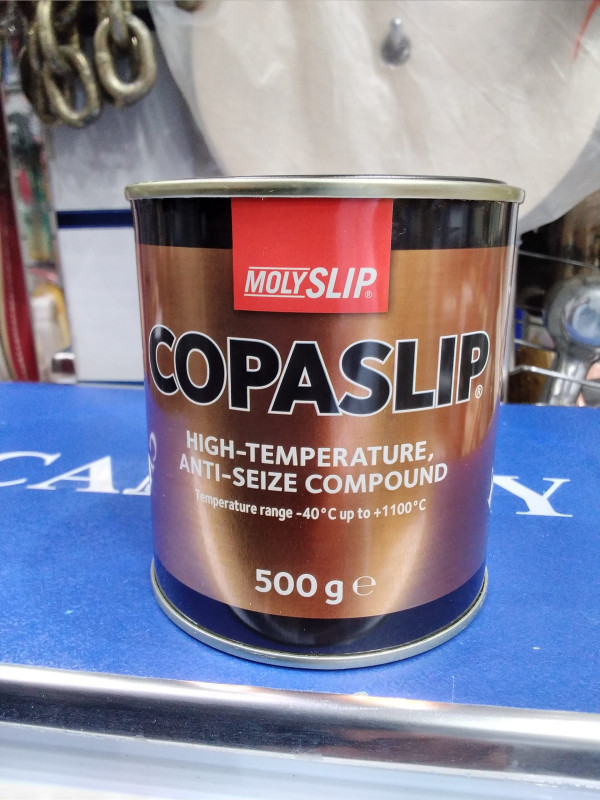 MOLYSLIP®
COPASLIP®
HIGH-TEMPERATURE,
ANTI-SEIZE COMPOUND
Temperature range -40°C up to +1100°C
500 g ℮